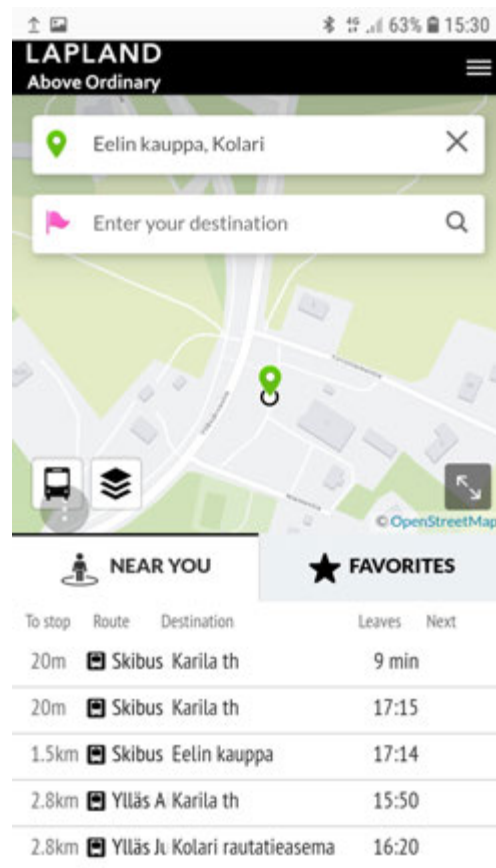 63% 15:30
LAPLAND
Above Ordinary
Eelin kauppa, Kolari
Enter your destination
© OpenStreetMap
NEAR YOU
FAVORITES
To stop Route Destination Leaves Next
20m Skibus Karila th 9 min
20m Skibus Karila th 17:15
1.5km Skibus Eelin kauppa 17:14
2.8km Ylläs A Karila th 15:50
2.8km Ylläs Ju Kolari rautatieasema 16:20